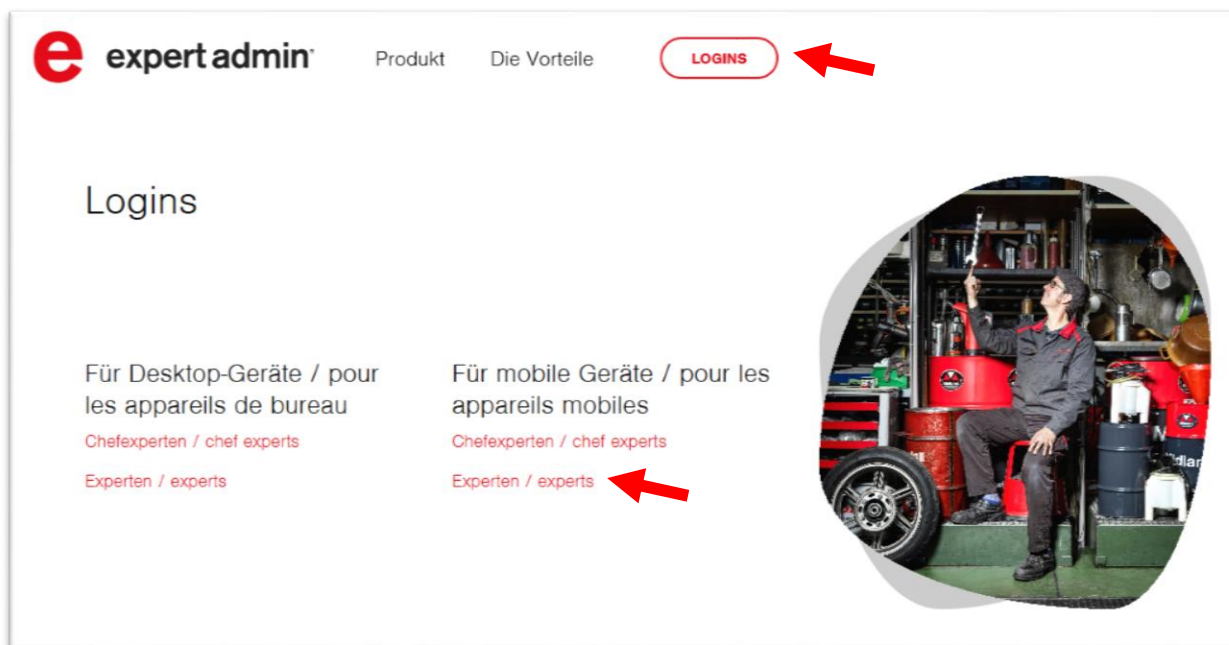 e expert admin
Produkt
Die Vorteile
LOGINS
Logins
Für Desktop-Geräte / pour
les appareils de bureau
Chefexperten / chef experts
Experten / experts
Für mobile Geräte / pour les
appareils mobiles
Chefexperten / chef experts
Experten / experts